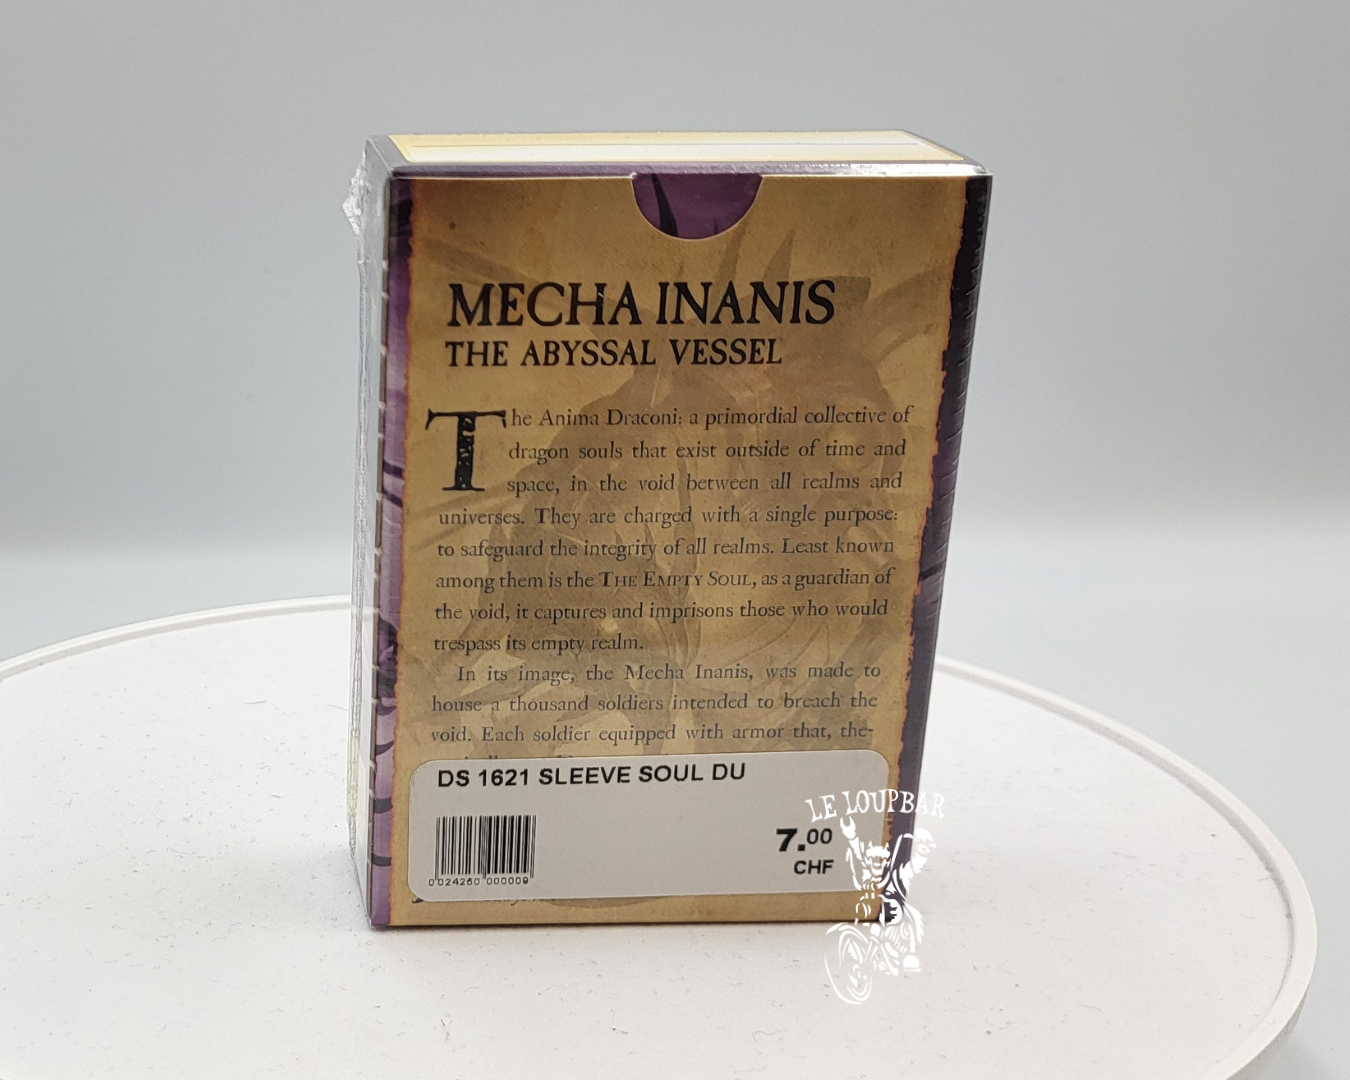 MECHA INANIS
THE ABYSSAL VESSEL
The Anima Draconi: a primordial collective of
dragon souls that exist outside of time and
space, in the void between all realms and
universes. They are charged with a single purpose:
to safeguard the integrity of all realms. Least known
among them is the THE EMPTY SOUL, as a guardian of
the void, it captures and imprisons those who would
trespass its empty realm.
In its image, the Mecha Inanis, was made to
house a thousand soldiers intended to breach the
void. Each soldier equipped with armor that, the-
DS 1621 SLEEVE SOUL DU
7.00
CHF
0024260 000009
LE LOUPBAR